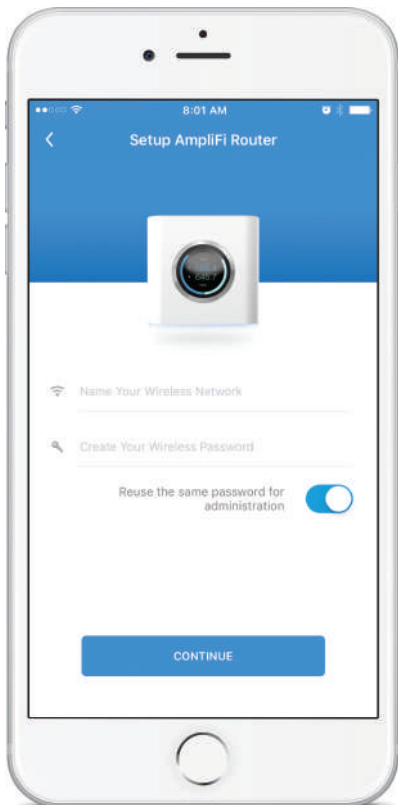 8:01 AM
Setup AmpliFi Router
Name Your Wireless Network
Create Your Wireless Password
Reuse the same password for
administration
CONTINUE